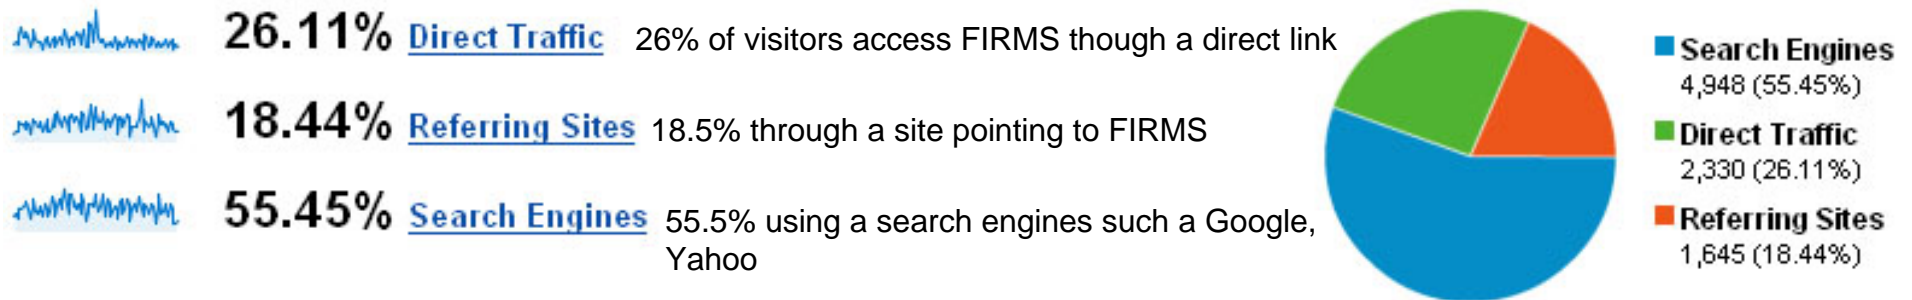 26.11% Direct Traffic 26% of visitors access FIRMS though a direct link
18.44% Referring Sites 18.5% through a site pointing to FIRMS
55.45% Search Engines 55.5% using a search engines such a Google,
Yahoo
Search Engines
4,948 (55.45%)
Direct Traffic
2,330 (26.11%)
Referring Sites
1,645 (18.44%)